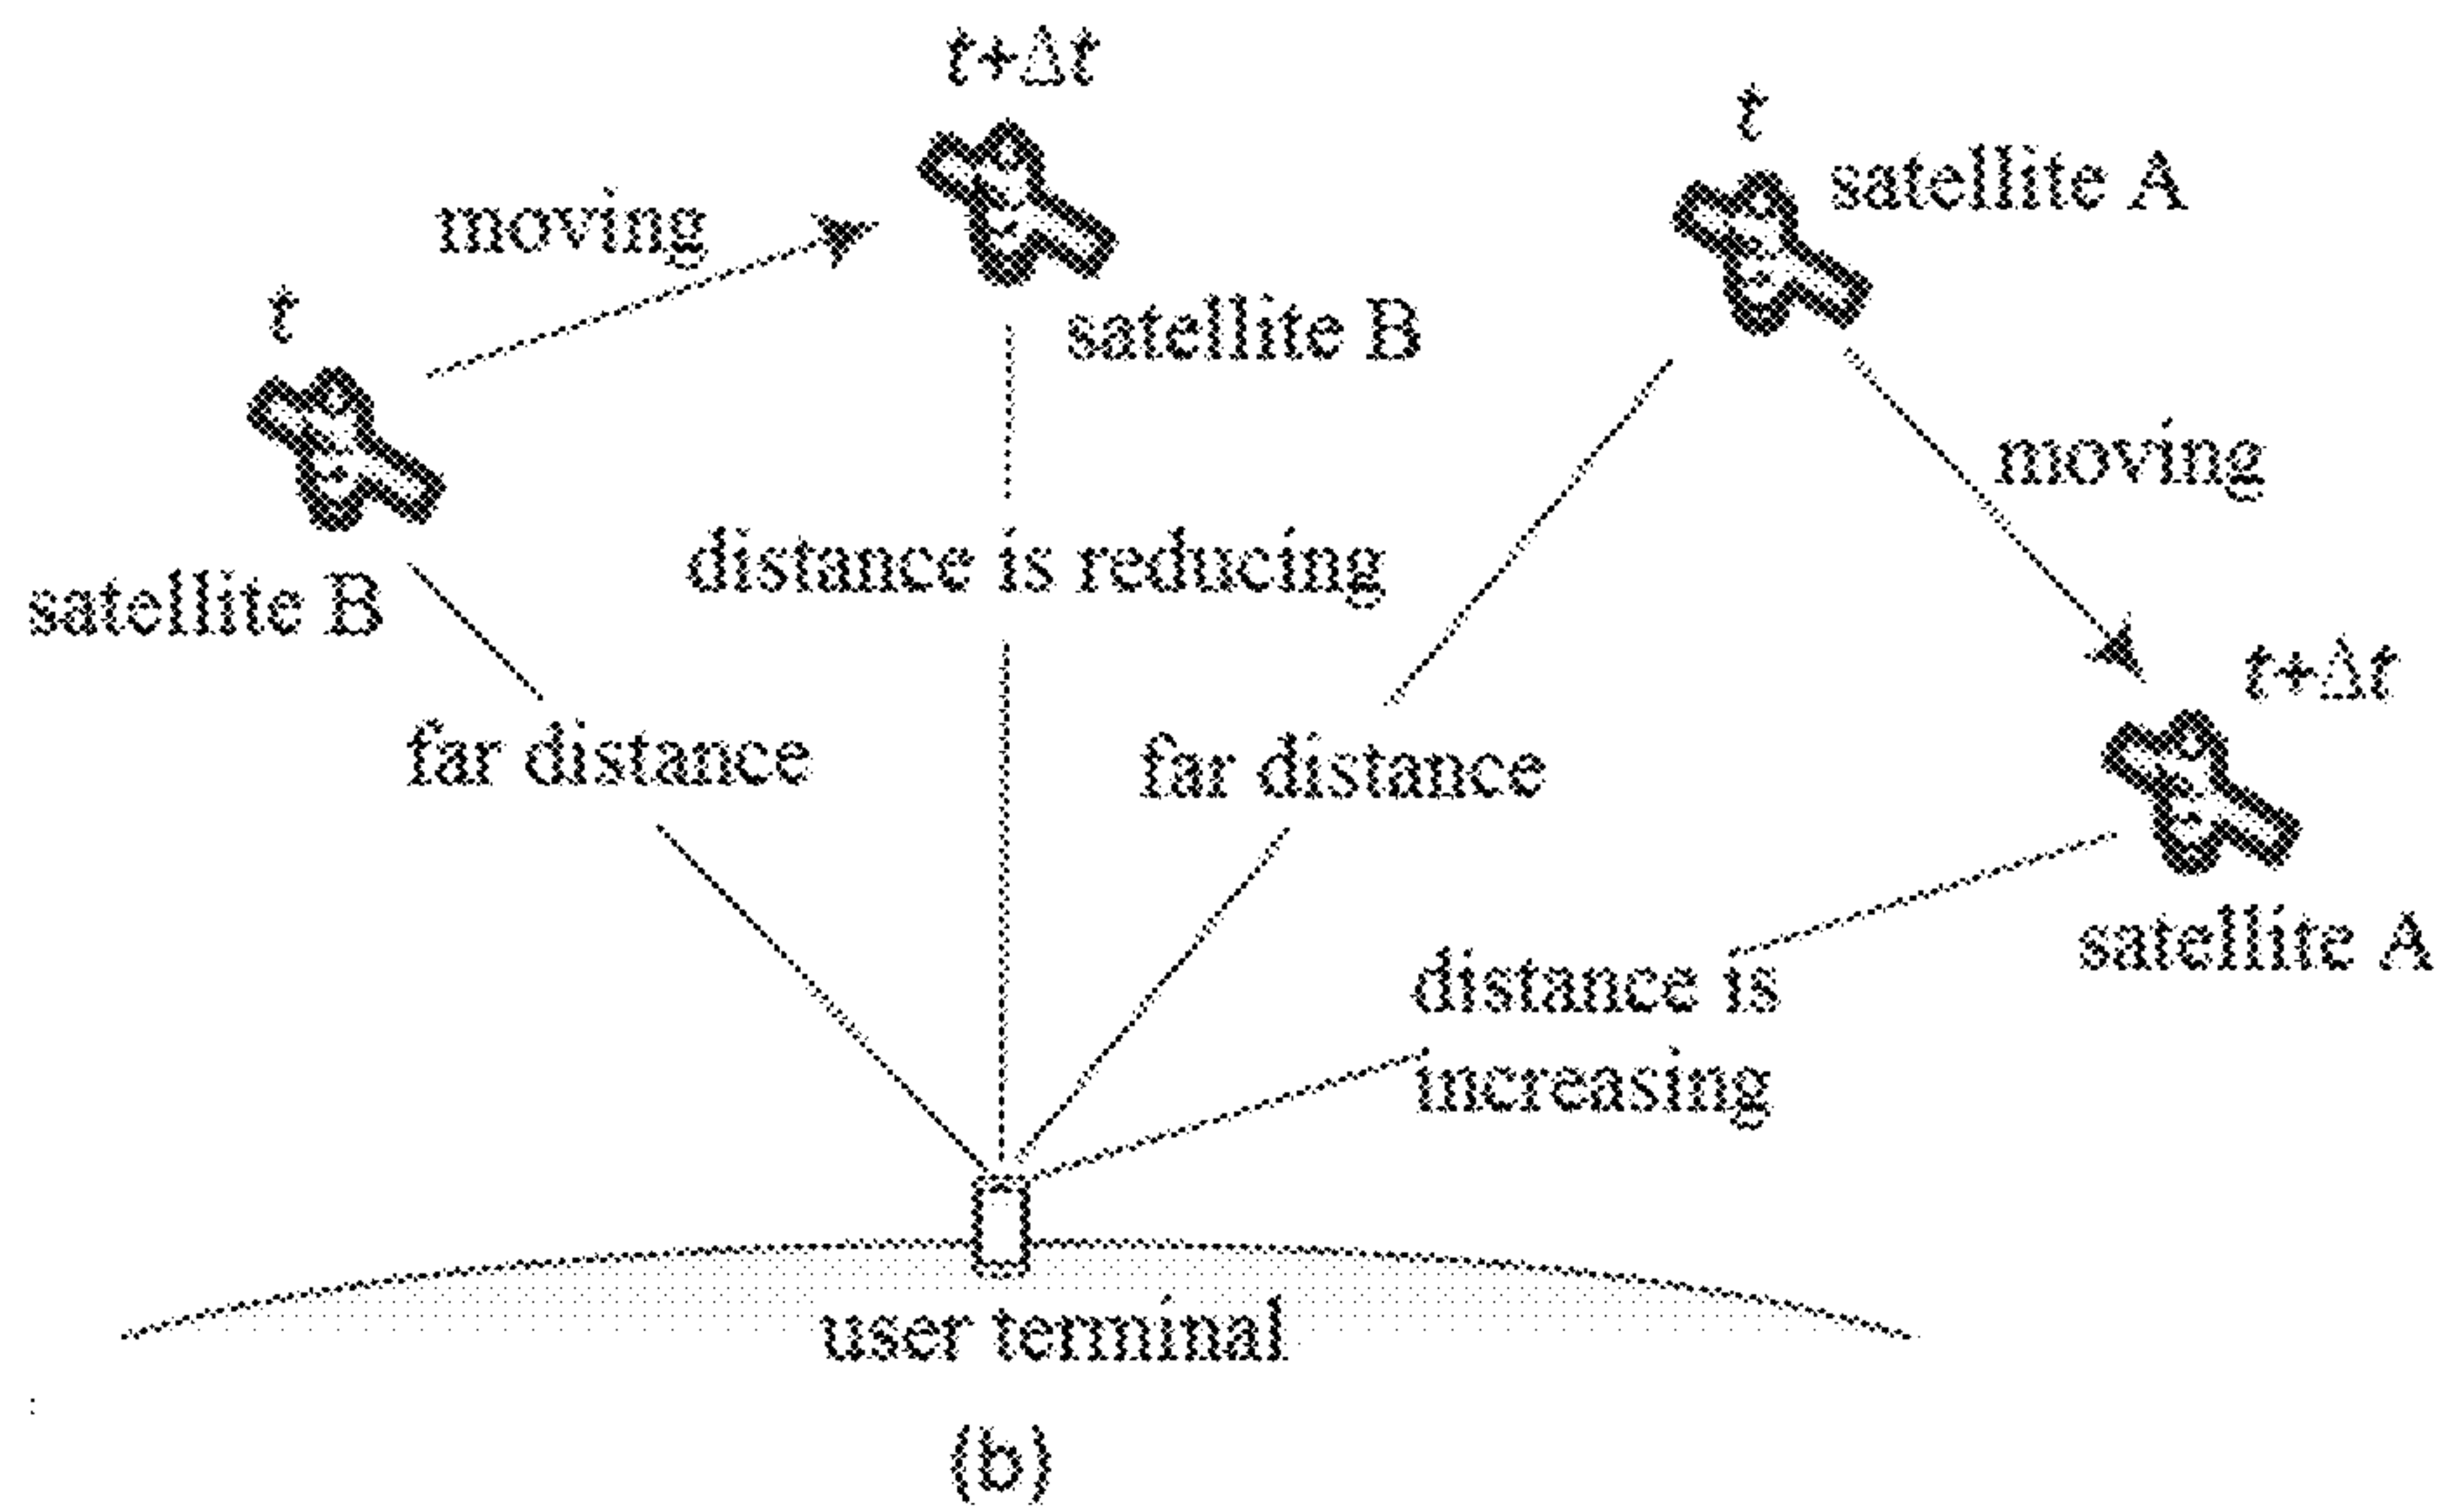 t+Δt
t
satellite A
moving
t
satellite B
moving
distance is reducing
satellite B
t+Δt
far distance
far distance
satellite A
distance is
increasing
user terminal
(b)